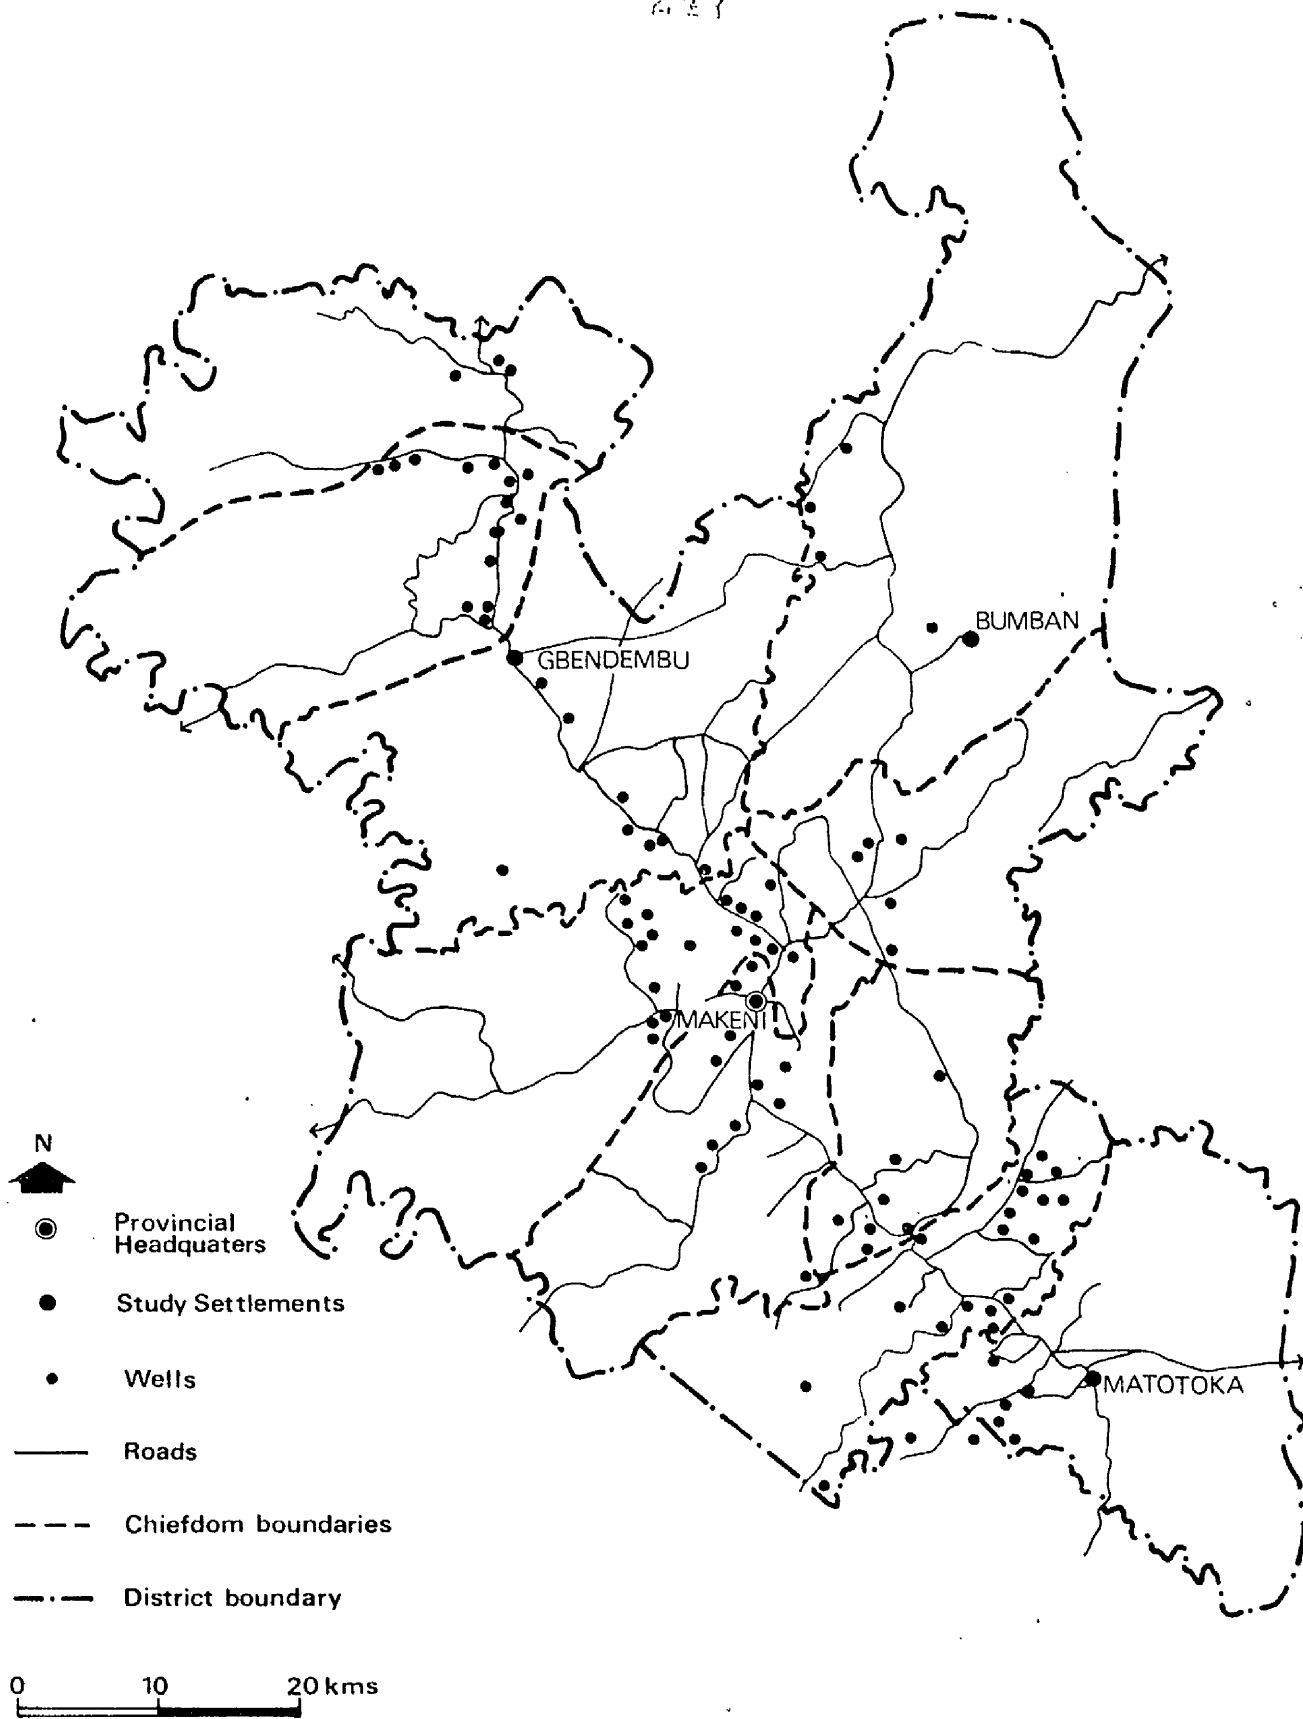 BUMBAN
GBENDEMBU
MAKENI
MATOTOKA
N
Provincial
Headquaters
Study Settlements
Wells
Roads
Chiefdom boundaries
District boundary
0 10 20 kms